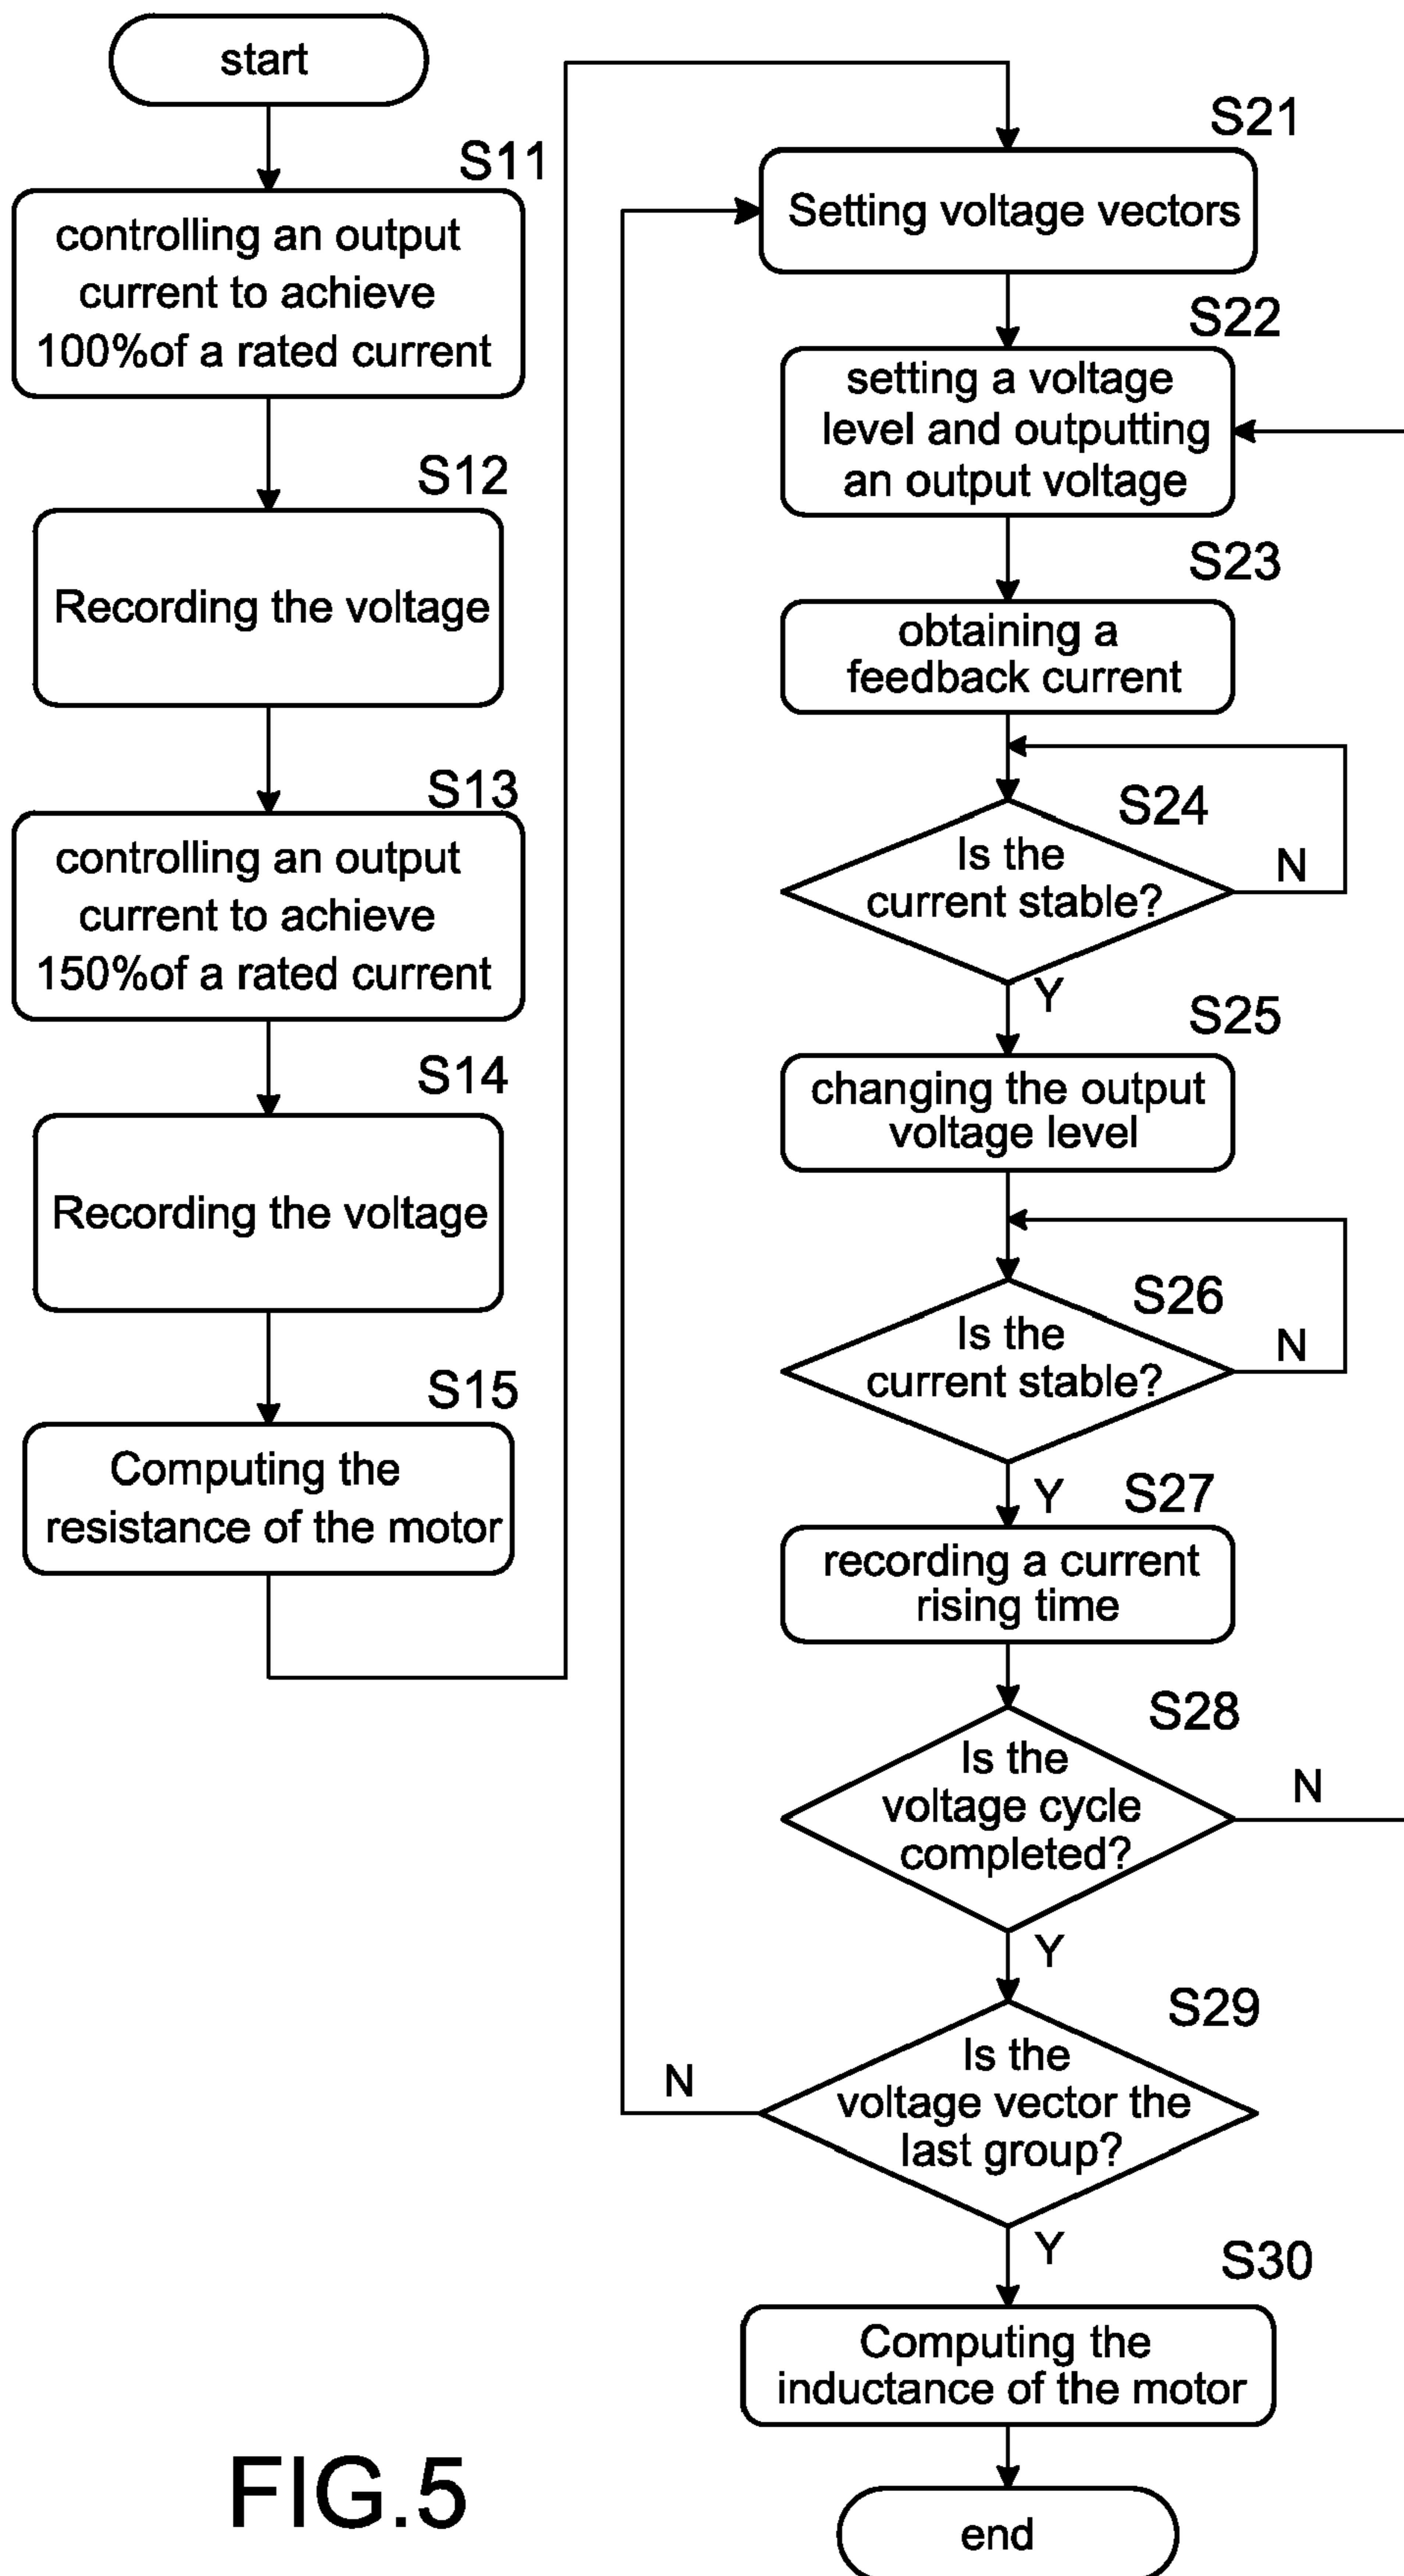 start
S11
controlling an output
current to achieve
100%of a rated current
S12
Recording the voltage
S13
controlling an output
current to achieve
150%of a rated current
S14
Recording the voltage
S15
Computing the
resistance of the motor
S21
Setting voltage vectors
S22
setting a voltage
level and outputting
an output voltage
S23
obtaining a
feedback current
S24
Is the
current stable?
N
Y
S25
changing the output
voltage level
S26
Is the
current stable?
N
Y
S27
recording a current
rising time
S28
Is the
voltage cycle
completed?
N
Y
S29
Is the
voltage vector the
last group?
N
Y
S30
Computing the
inductance of the motor
end
FIG.5